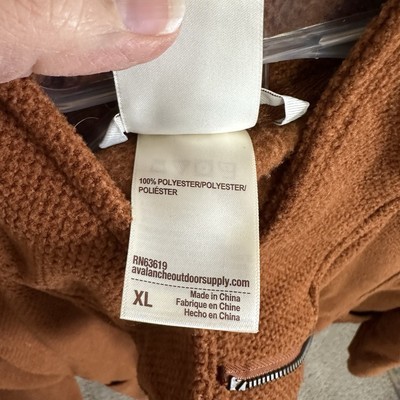 100% POLYESTER/POLYESTER/
POLIÉSTER
RN63619
avalancheoutdoorsupply.com
XL
Made in China
Fabrique en Chine
Hecho en China